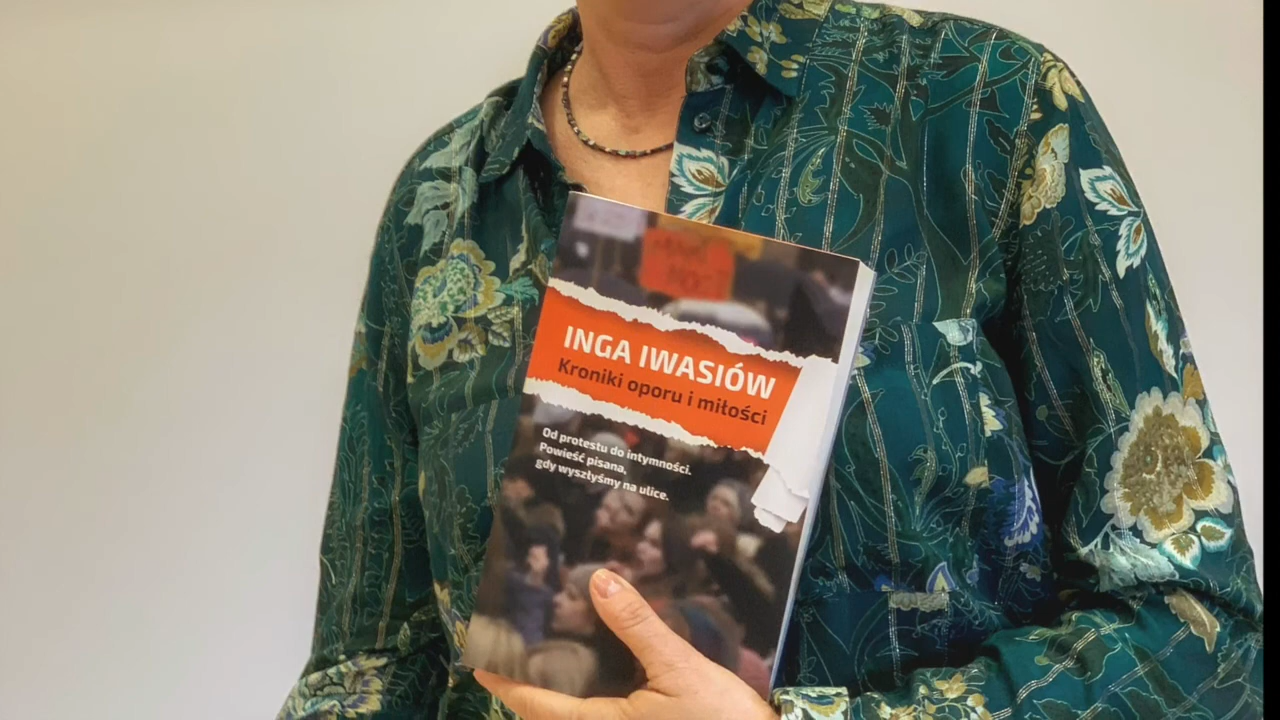 INGA IWASIÓW
Kroniki oporu i miłości
Od protestu do intymności.
Powieść pisana,
gdy wyszłyśmy na ulice.